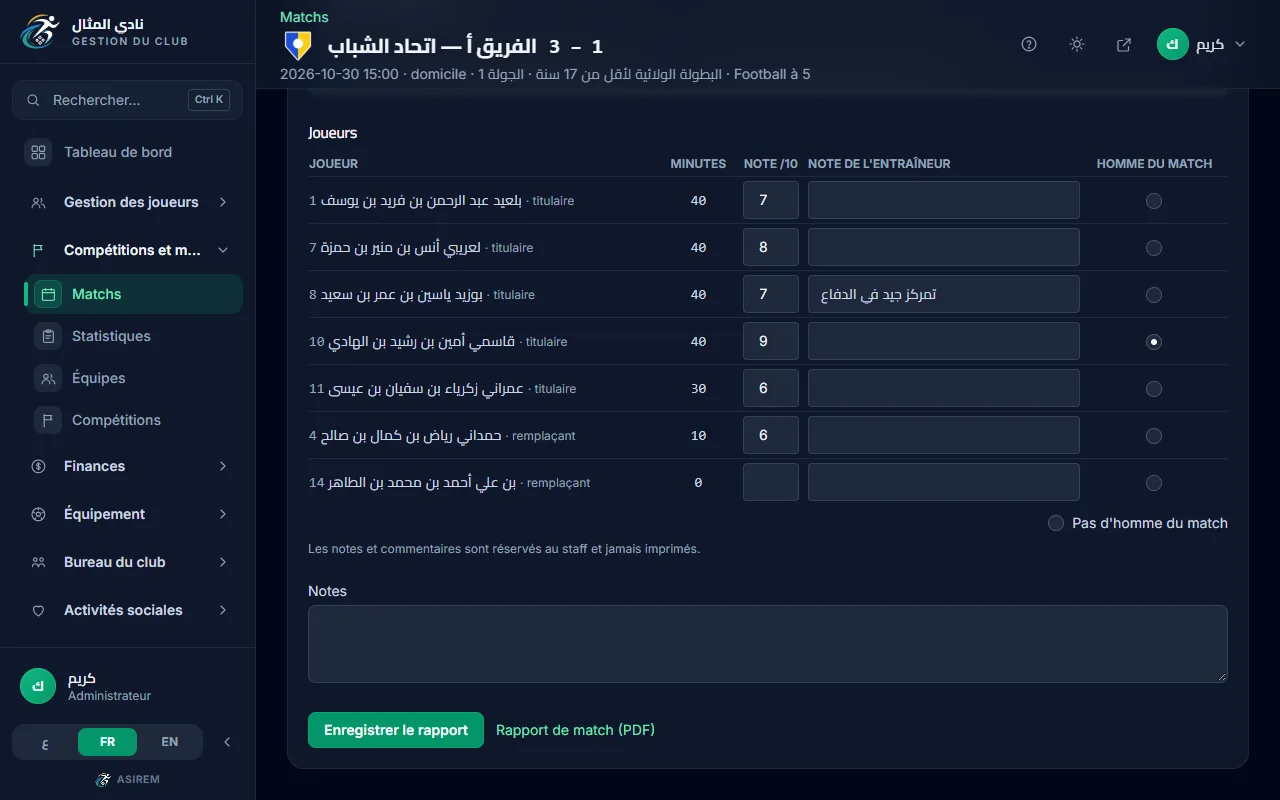 نادي المثال
GESTION DU CLUB
Rechercher...
Ctrl K
Tableau de bord
Gestion des joueurs
Compétitions et m...
Matchs
Statistiques
Équipes
Compétitions
Finances
Équipement
Bureau du club
Activités sociales
كريم
Administrateur
ع
FR
EN
ASIREM
Matchs
الفريق أ — اتحاد الشباب 3 – 1
2026-10-30 15:00 · domicile · البطولة الولائية لأقل من 17 سنة · الجولة 1 · Football à 5
ك كريم
Joueurs
JOUEUR MINUTES NOTE /10 NOTE DE L'ENTRAÎNEUR HOMME DU MATCH
1 بلعيد عبد الرحمن بن فريد بن يوسف · titulaire 40 7
7 لعريبي أنس بن منير بن حمزة · titulaire 40 8
8 بوزيد ياسين بن عمر بن سعيد · titulaire 40 7 تمركز جيد في الدفاع
10 قاسمي أمين بن رشيد بن الهادي · titulaire 40 9
11 عمراني زكرياء بن سفيان بن عيسى · titulaire 30 6
4 حمداني رياض بن كمال بن صالح · remplaçant 10 6
14 بن علي أحمد بن محمد بن الطاهر · remplaçant 0
Pas d'homme du match
Les notes et commentaires sont réservés au staff et jamais imprimés.
Notes
Enregistrer le rapport
Rapport de match (PDF)